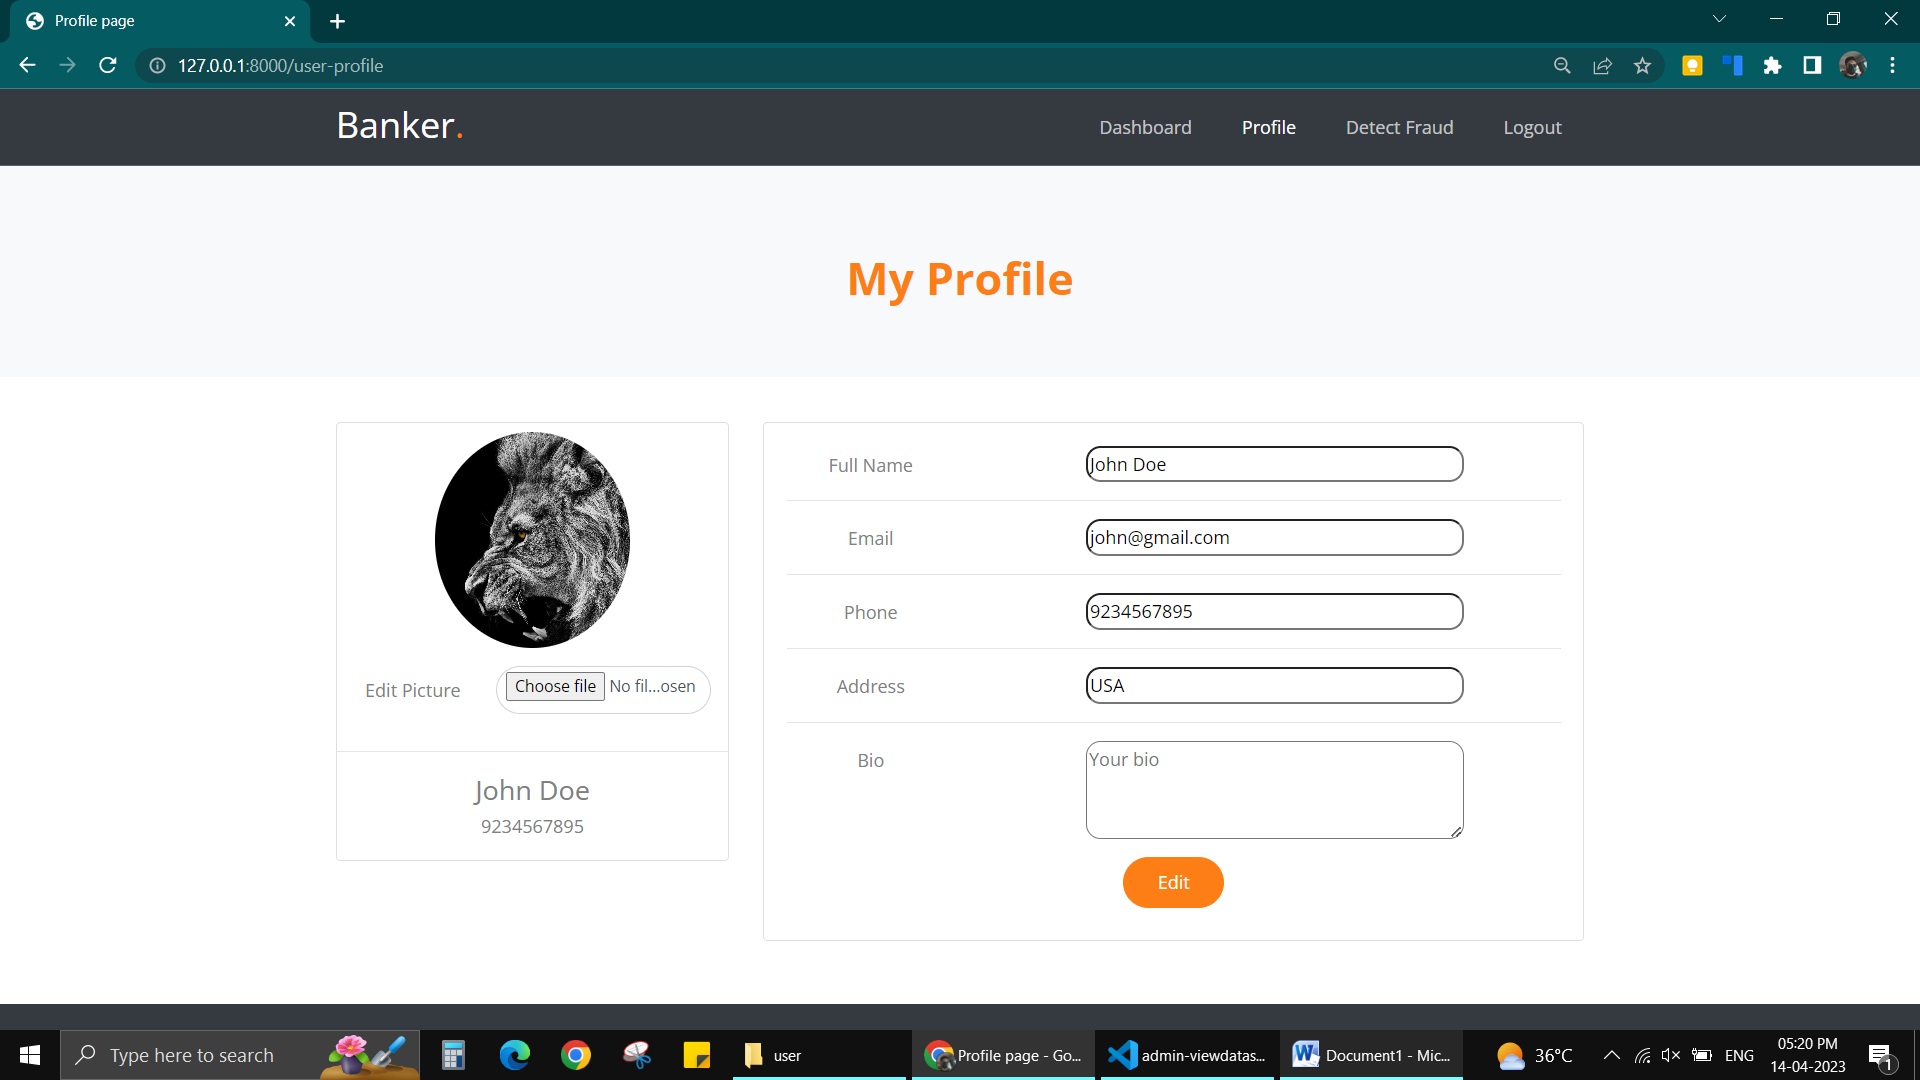 Profile page
127.0.0.1:8000/user-profile
Banker.
Dashboard
Profile
Detect Fraud
Logout
My Profile
Edit Picture
Choose file No fil...osen
John Doe
9234567895
Full Name
John Doe
Email
john@gmail.com
Phone
9234567895
Address
USA
Bio
Your bio
Edit
Type here to search
user
Profile page - Go...
admin-viewdatas...
Document1 - Mic...
36°C
ENG
05:20 PM
14-04-2023
1